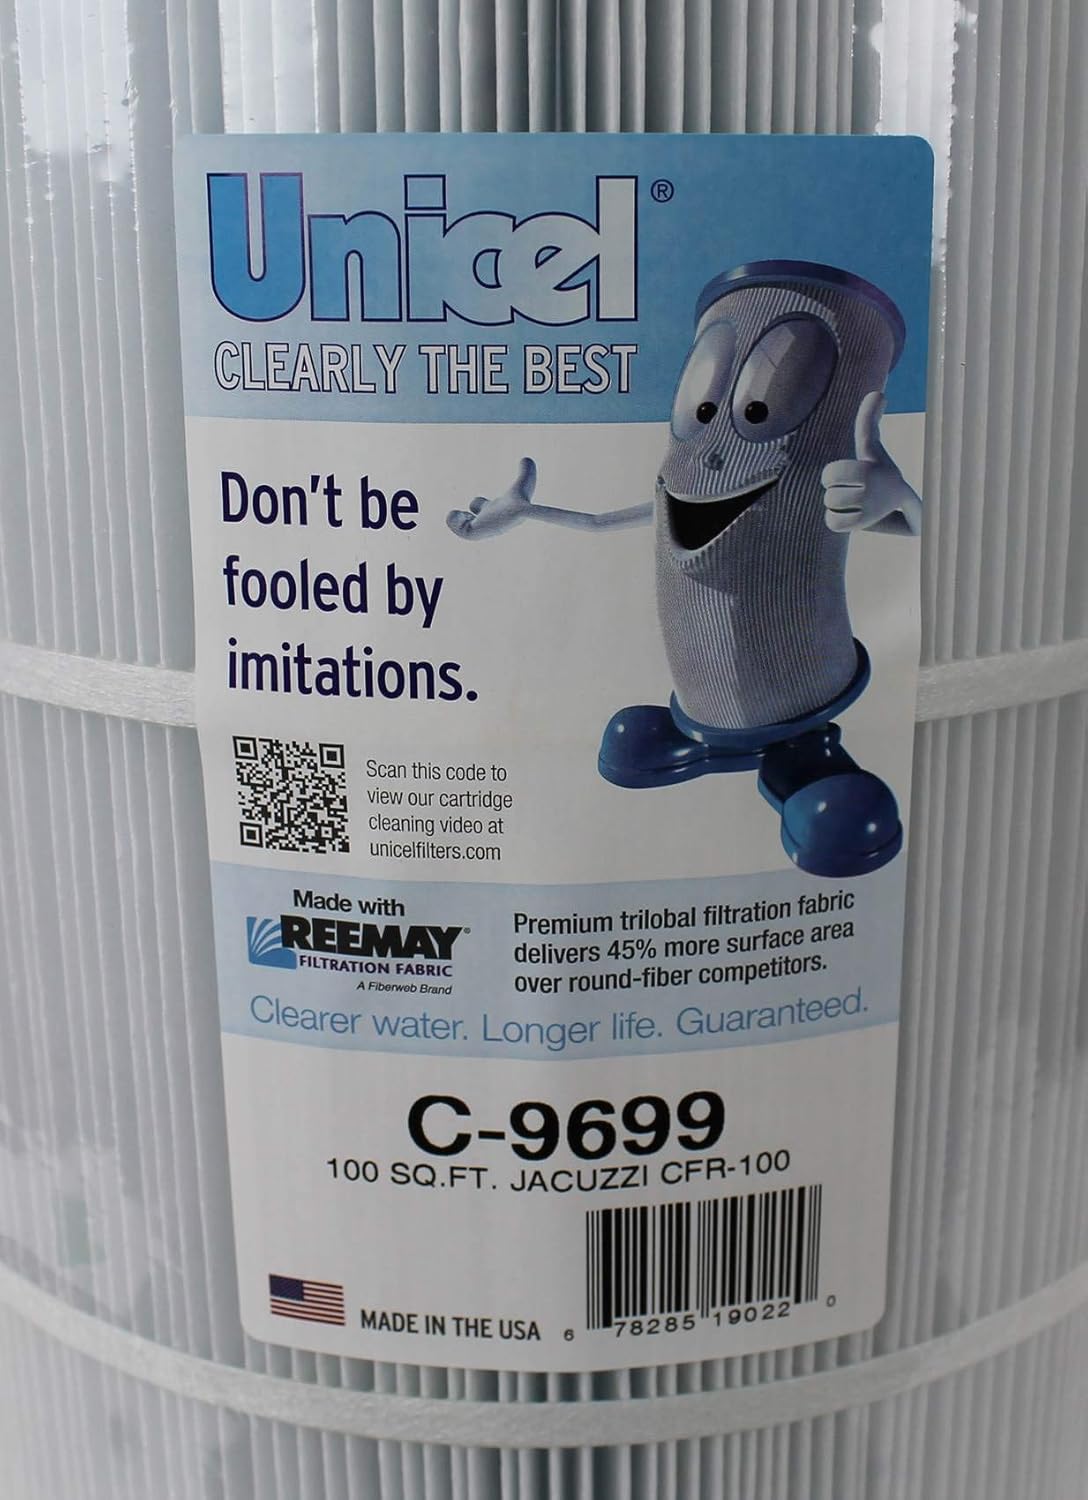 Unicel®
CLEARLY THE BEST
Don't be
fooled by
imitations.
Scan this code to
view our cartridge
cleaning video at
unicelfilters.com
Made with
REEMAY®
FILTRATION FABRIC
A Fiberweb Brand
Premium trilobal filtration fabric
delivers 45% more surface area
over round-fiber competitors.
Clearer water. Longer life. Guaranteed.
C-9699
100 SQ.FT. JACUZZI CFR-100
MADE IN THE USA
6 78285 19022 0